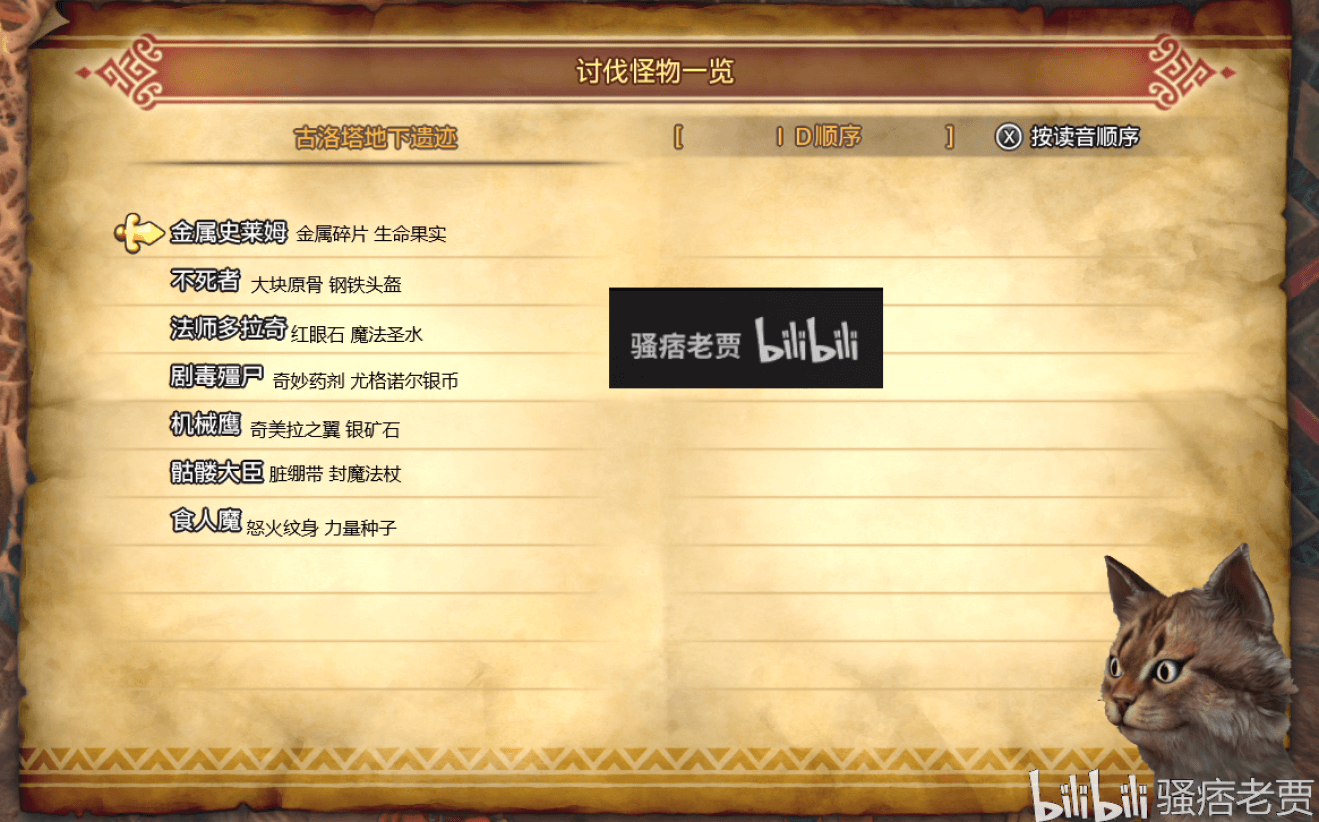 讨伐怪物一览
古洛塔地下遗迹 [ ID顺序 ] X 按读音顺序
金属史莱姆 金属碎片 生命果实
不死者 大块原骨 钢铁头盔
法师多拉奇 红眼石 魔法圣水
剧毒殭尸 奇妙药剂 尤格诺尔银币
机械鹰 奇美拉之翼 银矿石
骷髅大臣 脏绷带 封魔法杖
食人魔 怒火纹身 力量种子
骚痞老贾 bilibili
bilibili 骚痞老贾